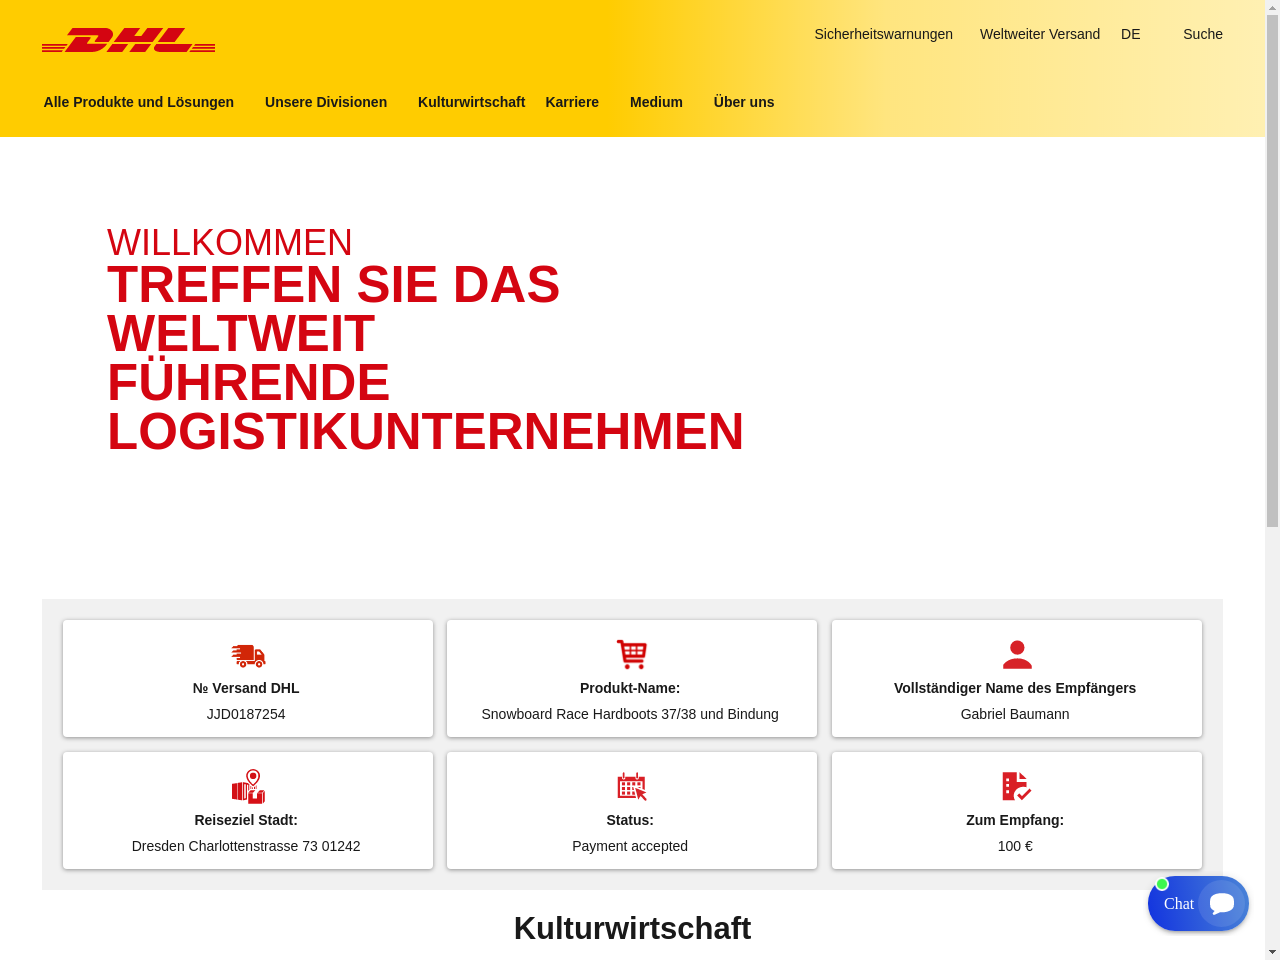 DHL
Sicherheitswarnungen Weltweiter Versand DE Suche
Alle Produkte und Lösungen Unsere Divisionen Kulturwirtschaft Karriere Medium Über uns
WILLKOMMEN
TREFFEN SIE DAS
WELTWEIT
FÜHRENDE
LOGISTIKUNTERNEHMEN
№ Versand DHL
JJD0187254
Produkt-Name:
Snowboard Race Hardboots 37/38 und Bindung
Vollständiger Name des Empfängers
Gabriel Baumann
Reiseziel Stadt:
Dresden Charlottenstrasse 73 01242
Status:
Payment accepted
Zum Empfang:
100 €
Chat
Kulturwirtschaft